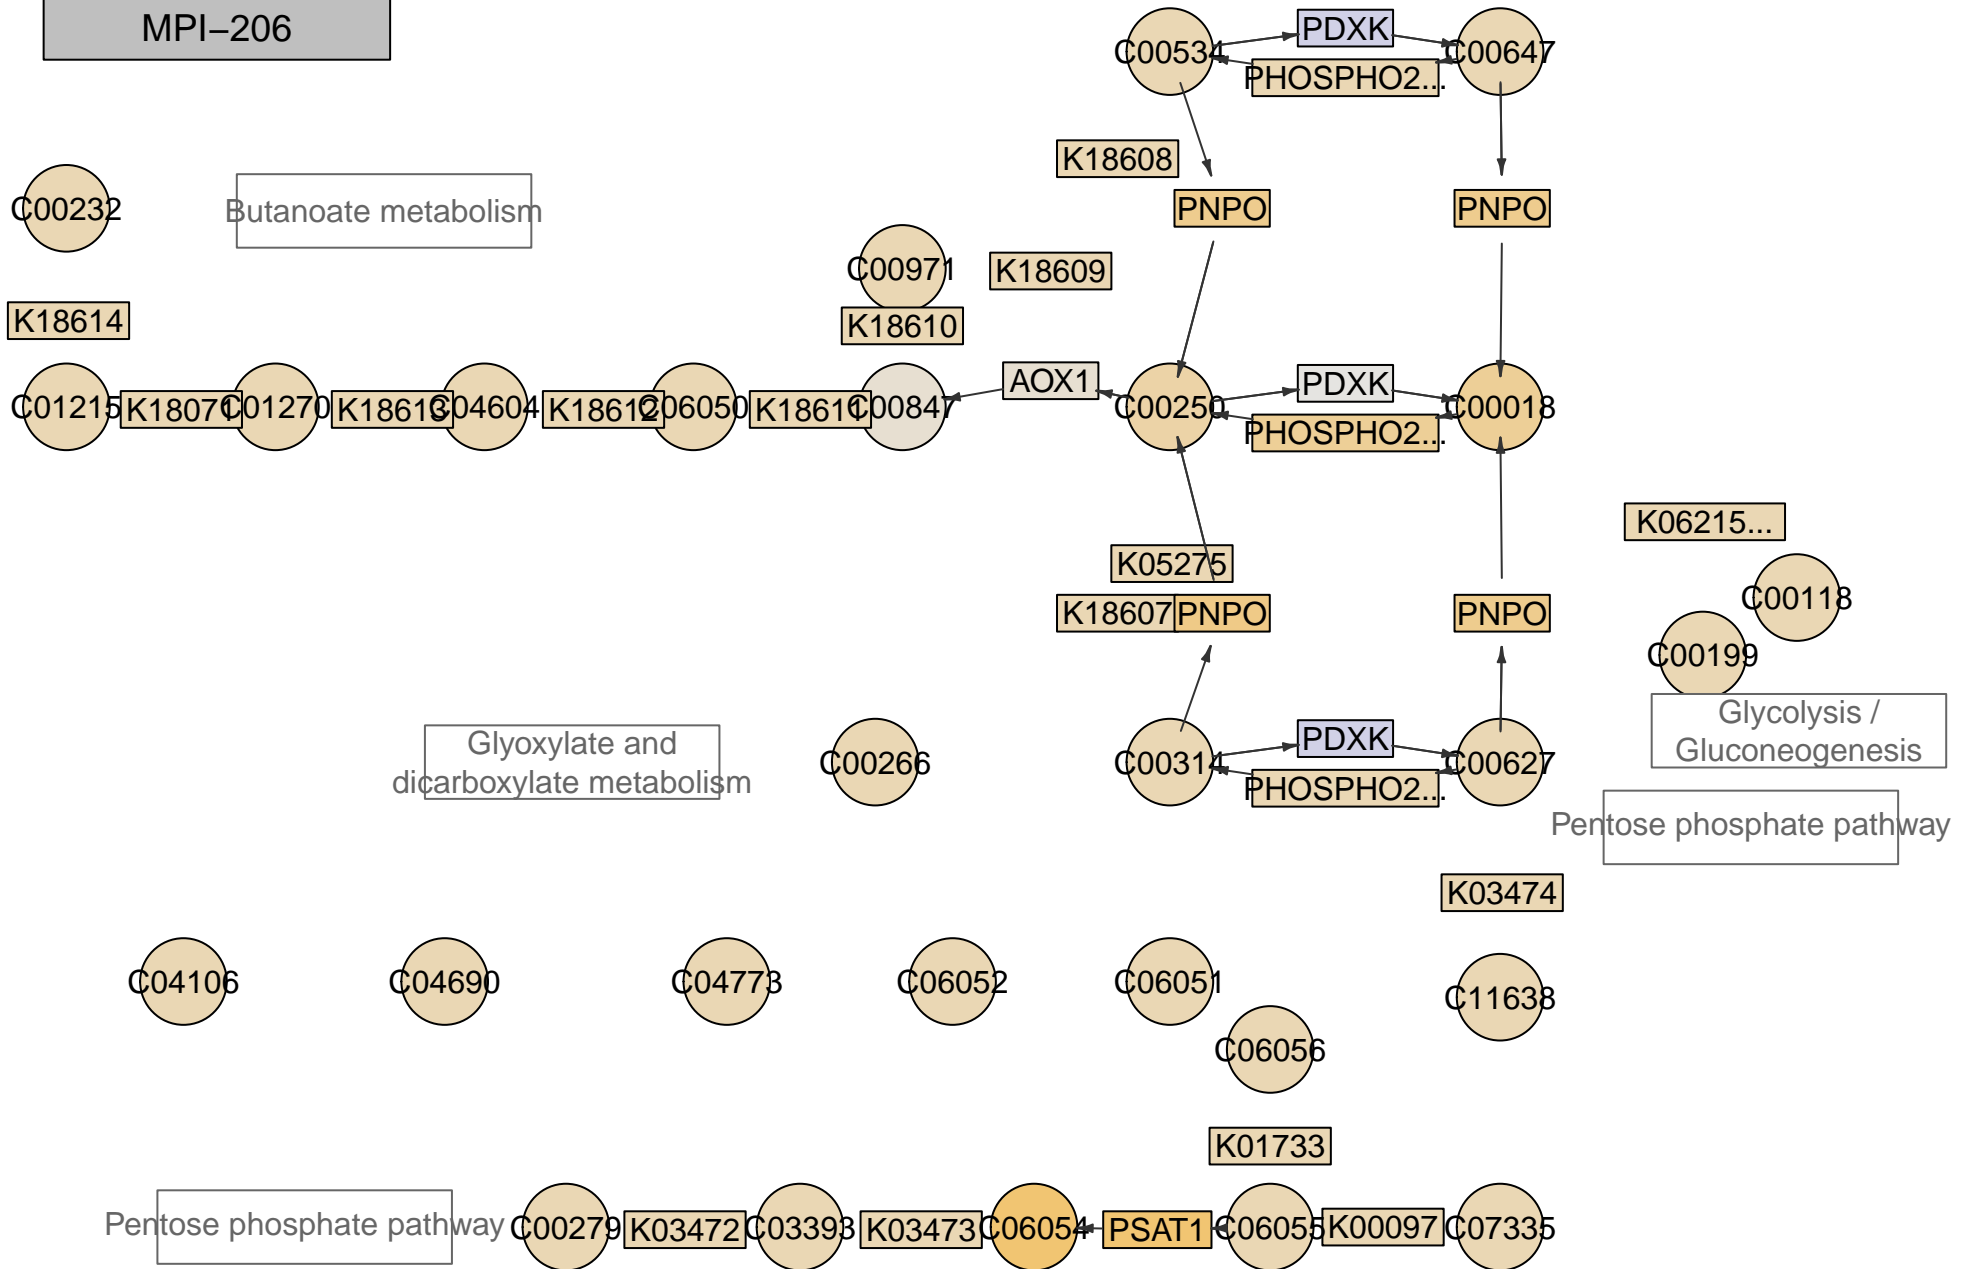 MPI−206
C00534
PDXK
C00647
PHOSPHO2...
K18608
C00232
Butanoate metabolism
PNPO
PNPO
C00971
K18609
K18614
K18610
AOX1
PDXK
C01215
K18071
C01270
K18613
C04604
K18612
C06050
K18611
C00847
C00250
C00018
PHOSPHO2...
K06215...
K05275
C00118
K18607
PNPO
PNPO
C00199
Glycolysis /
Gluconeogenesis
Glyoxylate and
dicarboxylate metabolism
C00266
C00314
PDXK
C00627
PHOSPHO2...
Pentose phosphate pathway
K03474
C04106
C04690
C04773
C06052
C06051
C11638
C06056
K01733
Pentose phosphate pathway
C00279
K03472
C03393
K03473
C06054
PSAT1
C06055
K00097
C07335